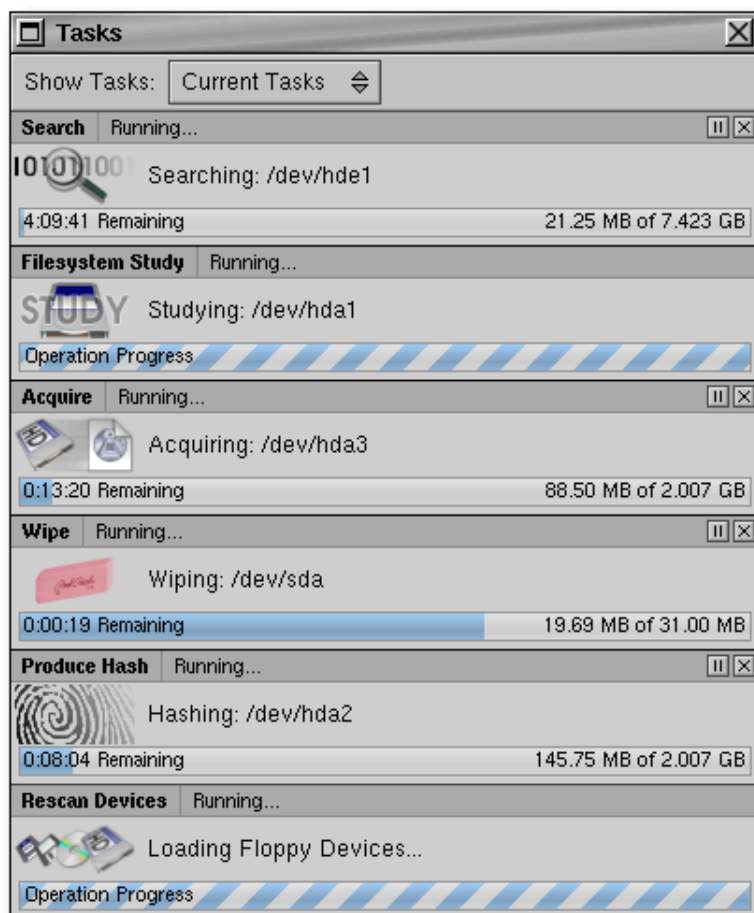 Tasks
Show Tasks: Current Tasks
Search Running...
Searching: /dev/hde1
4:09:41 Remaining 21.25 MB of 7.423 GB
Filesystem Study Running...
STUDY Studying: /dev/hda1
Operation Progress
Acquire Running...
HD Acquiring: /dev/hda3
0:13:20 Remaining 88.50 MB of 2.007 GB
Wipe Running...
Wiping: /dev/sda
0:00:19 Remaining 19.69 MB of 31.00 MB
Produce Hash Running...
Hashing: /dev/hda2
0:08:04 Remaining 145.75 MB of 2.007 GB
Rescan Devices Running...
HD Loading Floppy Devices...
Operation Progress